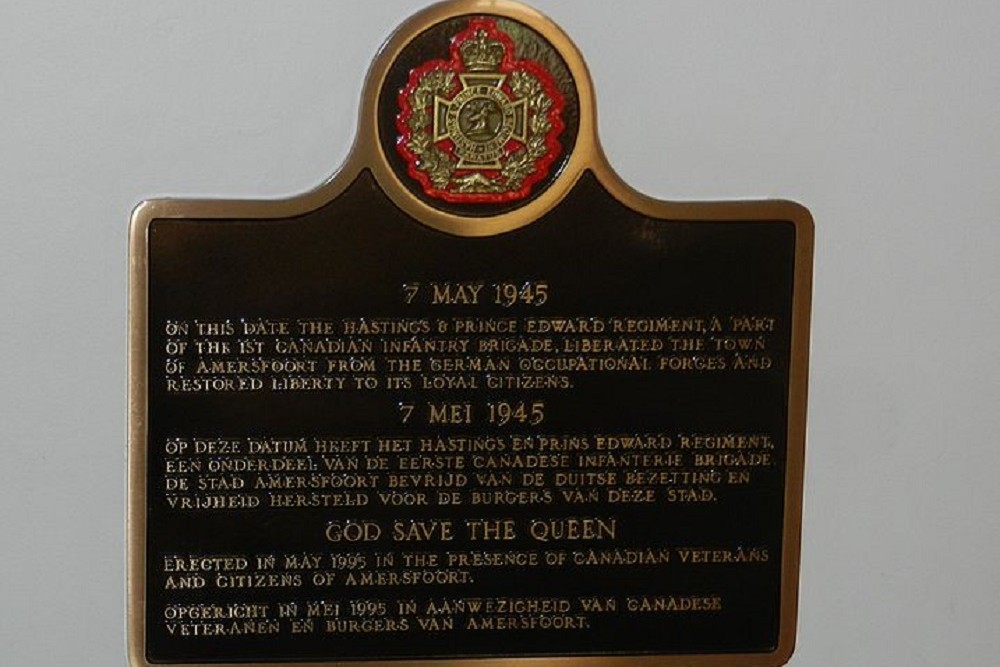 7 MAY 1945
ON THIS DATE THE HASTINGS & PRINCE EDWARD REGIMENT, A PART
OF THE 1ST CANADIAN INFANTRY BRIGADE, LIBERATED THE TOWN
OF AMERSFOORT FROM THE GERMAN OCCUPATIONAL FORCES AND
RESTORED LIBERTY TO ITS LOYAL CITIZENS.
7 MEI 1945
OP DEZE DATUM HEEFT HET HASTINGS EN PRINS EDWARD REGIMENT,
EEN ONDERDEEL VAN DE EERSTE CANADESE INFANTERIE BRIGADE
DE STAD AMERSFOORT BEVRIJD VAN DE DUITSE BEZETTING EN
VRIJHEID HERSTELD VOOR DE BURGERS VAN DEZE STAD.
GOD SAVE THE QUEEN
ERECTED IN MAY 1995 IN THE PRESENCE OF CANADIAN VETERANS
AND CITIZENS OF AMERSFOORT.
OPGERICHT IN MEI 1995 IN AANWEZIGHEID VAN CANADESE
VETERANEN EN BURGERS VAN AMERSFOORT.